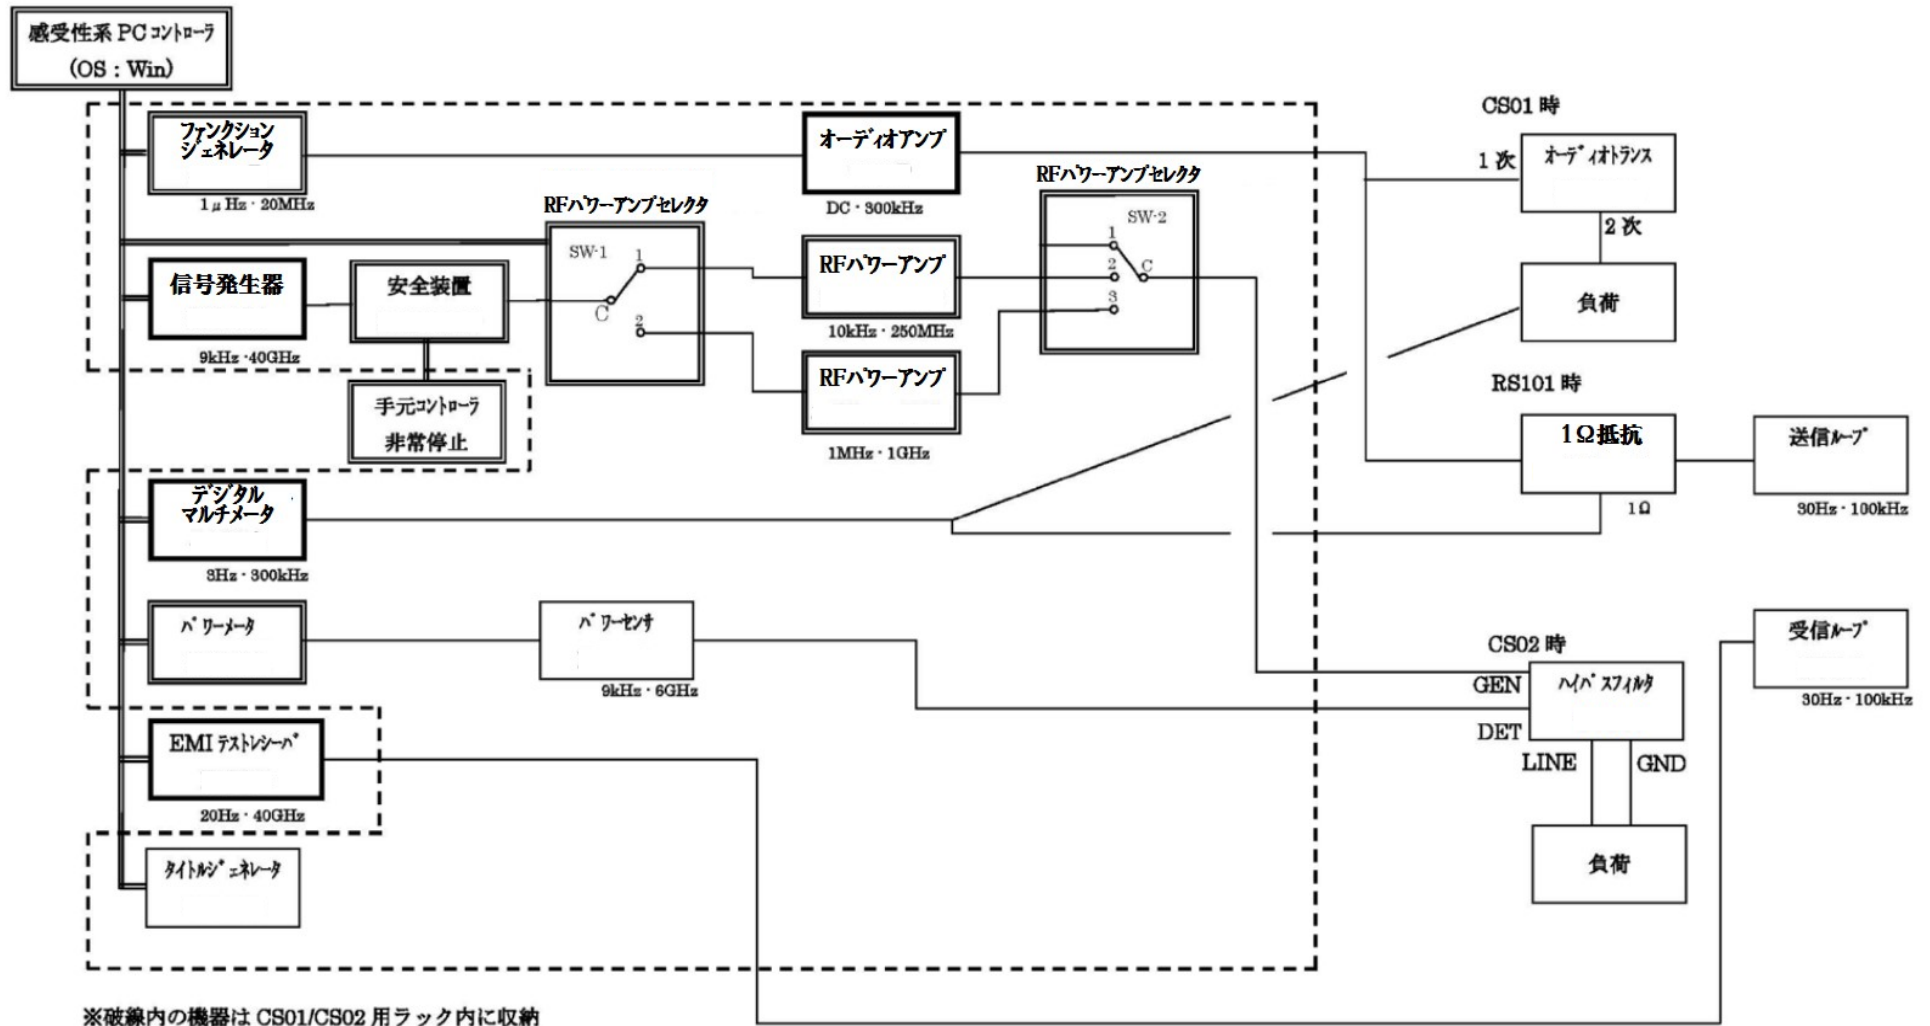 感受性系 PC コントローラ
(OS : Win)
ファンクション
ジェネレータ
1μHz・20MHz
オーディオアンプ
DC・300kHz
RFパワーアンプセレクタ
SW-1
1
C
2
RFパワーアンプセレクタ
SW-2
1
2
C
3
信号発生器
9kHz・40GHz
安全装置
手元コントローラ
非常停止
RFパワーアンプ
10kHz・250MHz
RFパワーアンプ
1MHz・1GHz
CS01 時
1 次
オーディオトランス
2 次
負荷
RS101 時
1Ω抵抗
1Ω
送信ループ
30Hz・100kHz
デジタル
マルチメータ
3Hz・300kHz
パワーメータ
パワーセンサ
9kHz・6GHz
受信ループ
30Hz・100kHz
CS02 時
GEN
ハイパスフィルタ
DET
LINE
GND
負荷
EMI テストレシーバ
20Hz・40GHz
タイトルジェネレータ
※破線内の機器は CS01/CS02 用ラック内に収納